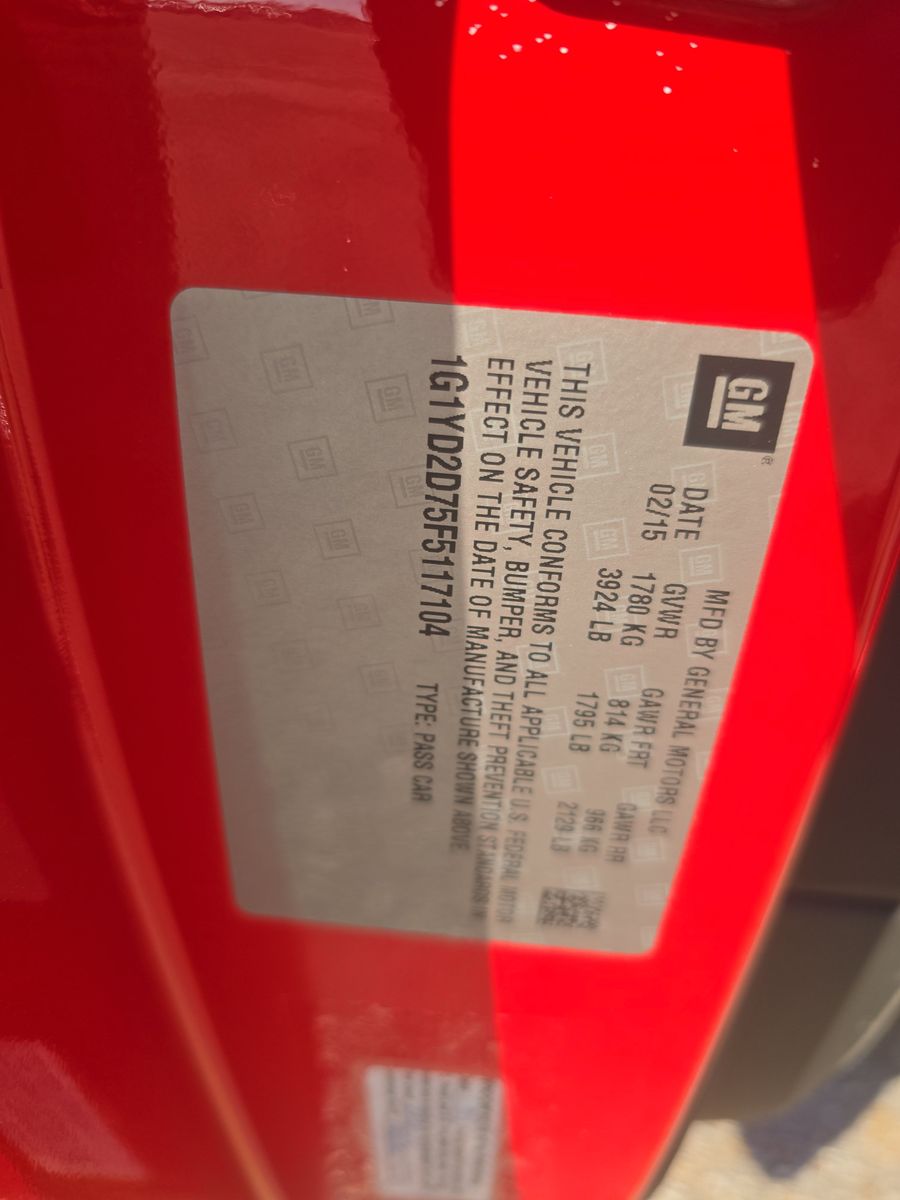 GM
®
MFD BY GENERAL MOTORS LLC
DATE GVWR GAWR FRT GAWR RR
02/15 1780 KG 814 KG 966 KG
3924 LB 1795 LB 2129 LB
THIS VEHICLE CONFORMS TO ALL APPLICABLE U.S. FEDERAL MOTOR
VEHICLE SAFETY, BUMPER, AND THEFT PREVENTION STANDARDS IN
EFFECT ON THE DATE OF MANUFACTURE SHOWN ABOVE.
1G1YD2D75F5117104 TYPE: PASS CAR